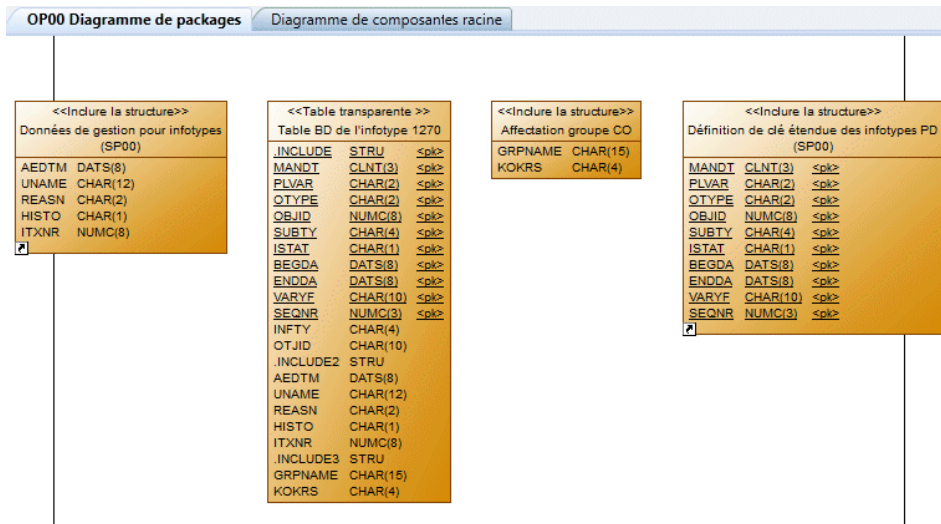 OP00 Diagramme de packages
Diagramme de composantes racine
<<Inclure la structure>>
Données de gestion pour infotypes
(SP00)
AEDTM DATS(8)
UNAME CHAR(12)
REASN CHAR(2)
HISTO CHAR(1)
ITXNR NUMC(8)
<<Table transparente >>
Table BD de l'infotype 1270
.INCLUDE STRU <pk>
MANDT CLNT(3) <pk>
PLVAR CHAR(2) <pk>
OTYPE CHAR(2) <pk>
OBJID NUMC(8) <pk>
SUBTY CHAR(4) <pk>
ISTAT CHAR(1) <pk>
BEGDA DATS(8) <pk>
ENDDA DATS(8) <pk>
VARYF CHAR(10) <pk>
SEQNR NUMC(3) <pk>
INFTY CHAR(4)
OTJID CHAR(10)
.INCLUDE2 STRU
AEDTM DATS(8)
UNAME CHAR(12)
REASN CHAR(2)
HISTO CHAR(1)
ITXNR NUMC(8)
.INCLUDE3 STRU
GRPNAME CHAR(15)
KOKRS CHAR(4)
<<Inclure la structure>>
Affectation groupe CO
GRPNAME CHAR(15)
KOKRS CHAR(4)
<<Inclure la structure>>
Définition de clé étendue des infotypes PD
(SP00)
MANDT CLNT(3) <pk>
PLVAR CHAR(2) <pk>
OTYPE CHAR(2) <pk>
OBJID NUMC(8) <pk>
SUBTY CHAR(4) <pk>
ISTAT CHAR(1) <pk>
BEGDA DATS(8) <pk>
ENDDA DATS(8) <pk>
VARYF CHAR(10) <pk>
SEQNR NUMC(3) <pk>